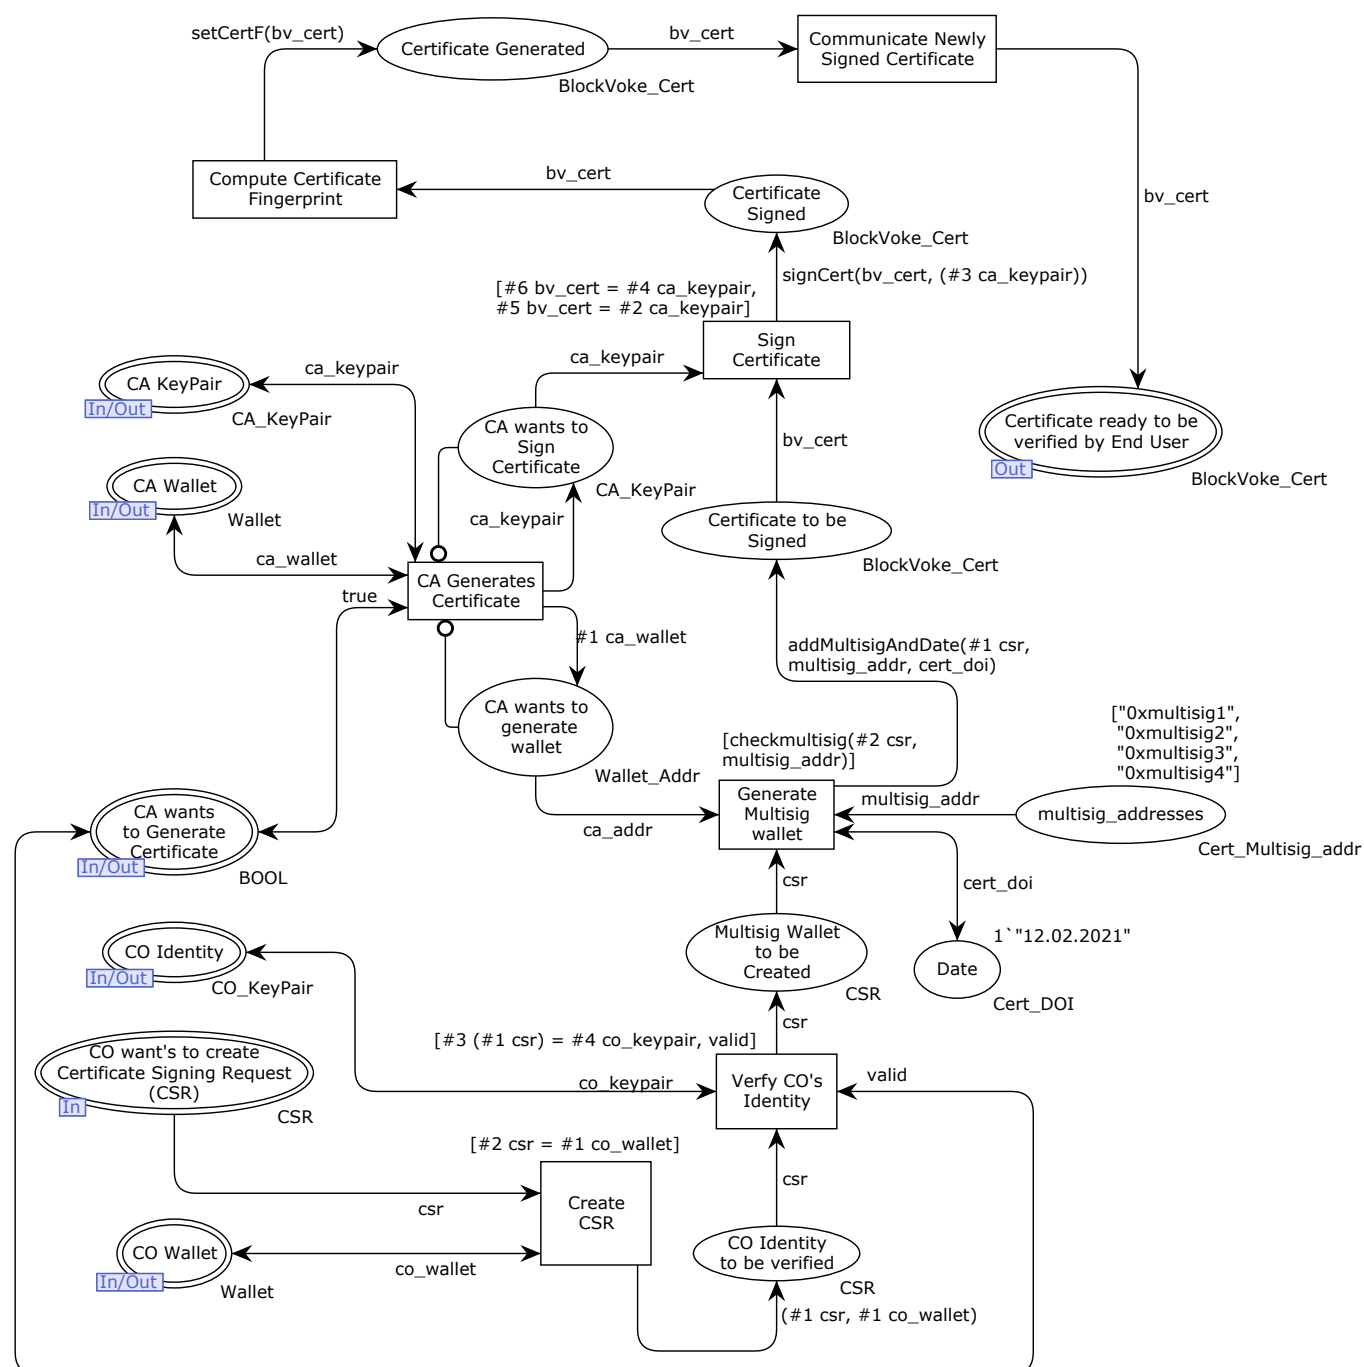 setCertF(bv_cert)
Certificate Generated
BlockVoke_Cert
bv_cert
Communicate Newly
Signed Certificate
Compute Certificate
Fingerprint
bv_cert
Certificate
Signed
BlockVoke_Cert
bv_cert
signCert(bv_cert, (#3 ca_keypair))
[#6 bv_cert = #4 ca_keypair,
#5 bv_cert = #2 ca_keypair]
Sign
Certificate
CA KeyPair
In/Out
CA_KeyPair
ca_keypair
ca_keypair
CA wants to
Sign
Certificate
CA_KeyPair
ca_keypair
bv_cert
Certificate ready to be
verified by End User
Out
BlockVoke_Cert
CA Wallet
In/Out
Wallet
ca_wallet
Certificate to be
Signed
BlockVoke_Cert
CA Generates
Certificate
true
#1 ca_wallet
addMultisigAndDate(#1 csr,
multisig_addr, cert_doi)
CA wants to
generate
wallet
Wallet_Addr
ca_addr
[checkmultisig(#2 csr,
multisig_addr)]
Generate
Multisig
wallet
multisig_addr
["0xmultisig1",
"0xmultisig2",
"0xmultisig3",
"0xmultisig4"]
multisig_addresses
Cert_Multisig_addr
CA wants
to Generate
Certificate
In/Out
BOOL
csr
cert_doi
Multisig Wallet
to be
Created
CSR
1`"12.02.2021"
Date
Cert_DOI
CO Identity
In/Out
CO_KeyPair
csr
[#3 (#1 csr) = #4 co_keypair, valid]
co_keypair
Verfy CO's
Identity
valid
CO want's to create
Certificate Signing Request
(CSR)
In
CSR
[#2 csr = #1 co_wallet]
csr
Create
CSR
csr
CO Wallet
In/Out
Wallet
co_wallet
CO Identity
to be verified
CSR
(#1 csr, #1 co_wallet)